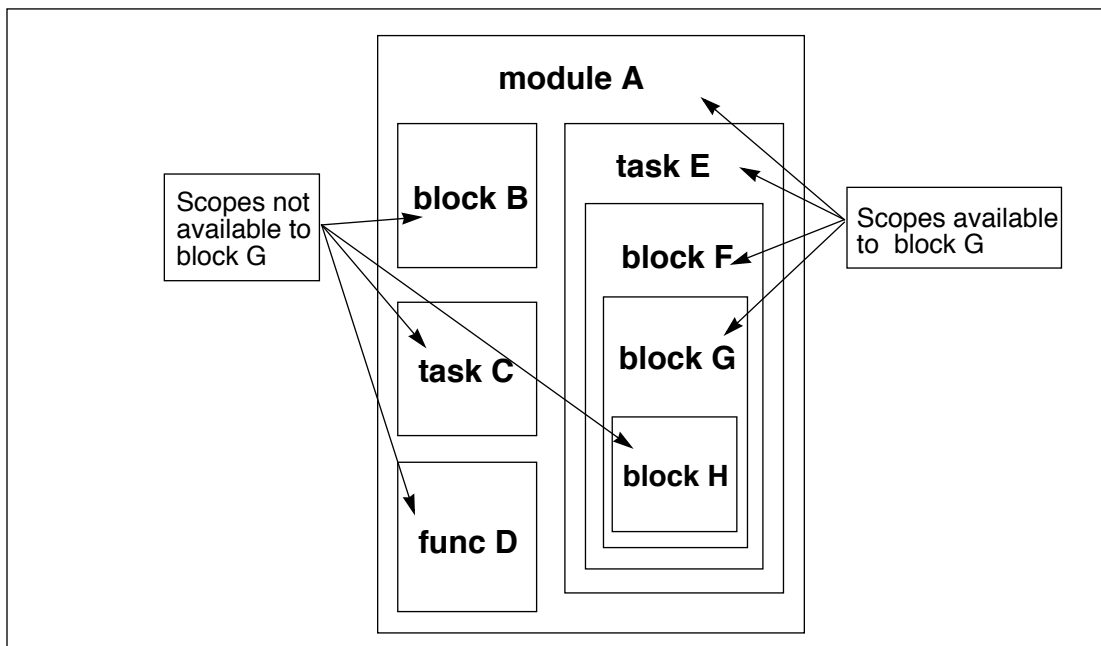 module A
task E
block B
Scopes not
available to
block G
Scopes available
to block G
block F
block G
task C
block H
func D